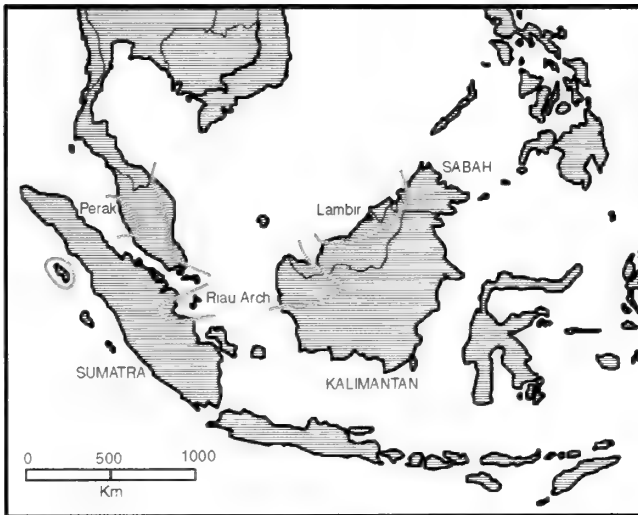 SABAH
Perak
Lambir
Riau Arch
SUMATRA
KALIMANTAN
0 500 1000
Km